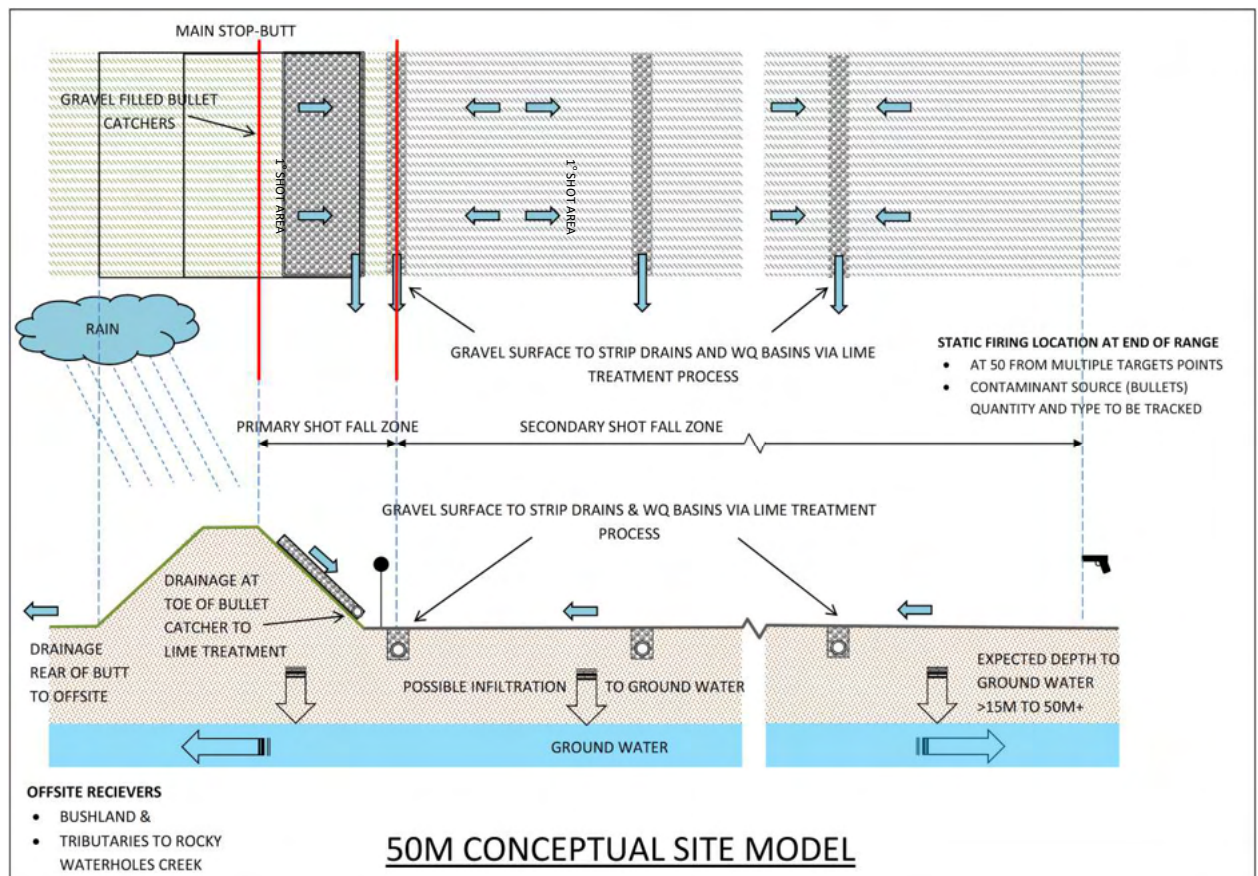 MAIN STOP-BUTT
GRAVEL FILLED BULLET
CATCHERS
1° SHOT AREA
1° SHOT AREA
RAIN
GRAVEL SURFACE TO STRIP DRAINS AND WQ BASINS VIA LIME
TREATMENT PROCESS
STATIC FIRING LOCATION AT END OF RANGE
• AT 50 FROM MULTIPLE TARGETS POINTS
• CONTAMINANT SOURCE (BULLETS)
QUANTITY AND TYPE TO BE TRACKED
PRIMARY SHOT FALL ZONE
SECONDARY SHOT FALL ZONE
GRAVEL SURFACE TO STRIP DRAINS & WQ BASINS VIA LIME TREATMENT
PROCESS
DRAINAGE AT
TOE OF BULLET
CATCHER TO
LIME TREATMENT
DRAINAGE
REAR OF BUTT
TO OFFSITE
POSSIBLE INFILTRATION TO GROUND WATER
EXPECTED DEPTH TO
GROUND WATER
>15M TO 50M+
GROUND WATER
OFFSITE RECIEVERS
• BUSHLAND &
• TRIBUTARIES TO ROCKY
WATERHOLES CREEK
50M CONCEPTUAL SITE MODEL